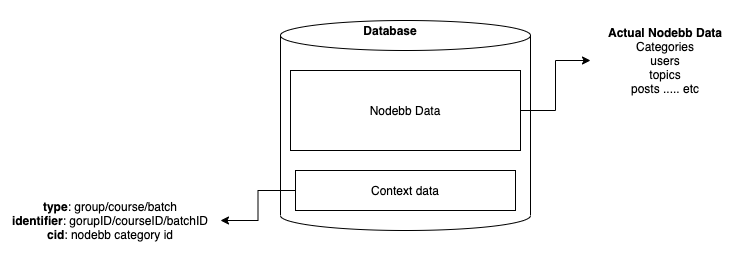 Database
Actual Nodebb Data
Categories
users
topics
posts ..... etc
Nodebb Data
Context data
type: group/course/batch
identifier: gorupID/courseID/batchID
cid: nodebb category id